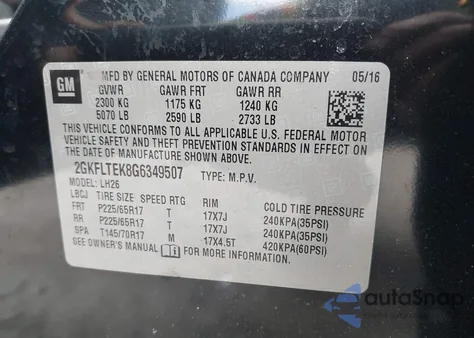 GM
MFD BY GENERAL MOTORS OF CANADA COMPANY 05/16
GVWR GAWR FRT GAWR RR
2300 KG 1175 KG 1240 KG
5070 LB 2590 LB 2733 LB
THIS VEHICLE CONFORMS TO ALL APPLICABLE U.S. FEDERAL MOTOR
VEHICLE SAFETY AND THEFT PREVENTION STANDARDS IN EFFECT
ON THE DATE OF MANUFACTURE SHOWN ABOVE.
2GKFLTEK8G6349507 TYPE: M.P.V.
MODEL: LH26
LBCJ TIRE SIZE SPEED RTG RIM COLD TIRE PRESSURE
FRT P225/65R17 T 17X7J 240KPA(35PSI)
RR P225/65R17 T 17X7J 240KPA(35PSI)
SPA T145/70R17 M 17X4.5T 420KPA(60PSI)
SEE OWNER'S MANUAL FOR MORE INFORMATION.
autoSnap